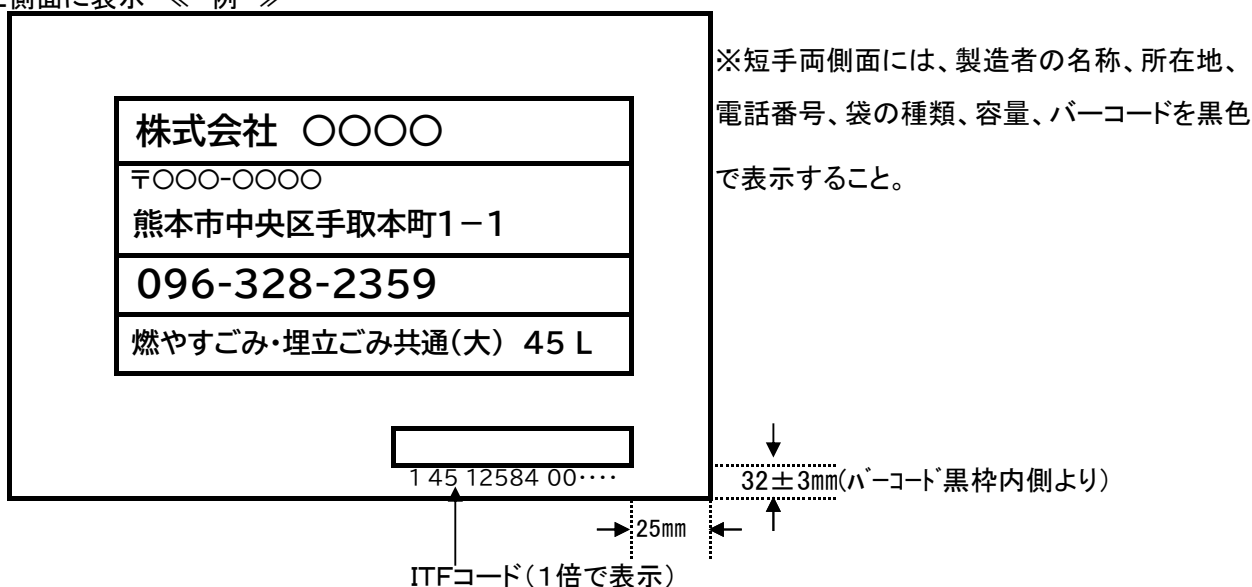 側面に表示 ≪ 例 ≫
※短手両側面には、製造者の名称、所在地、
電話番号、袋の種類、容量、バーコードを黒色
で表示すること。
株式会社 ○○○○
〒○○○-○○○○
熊本市中央区手取本町1－1
096-328-2359
燃やすごみ・埋立ごみ共通(大) 45 L
1 45 12584 00‥‥
32±3㎜(ﾊﾞｰｺｰﾄﾞ黒枠内側より)
25㎜
ITFコード(1倍で表示)